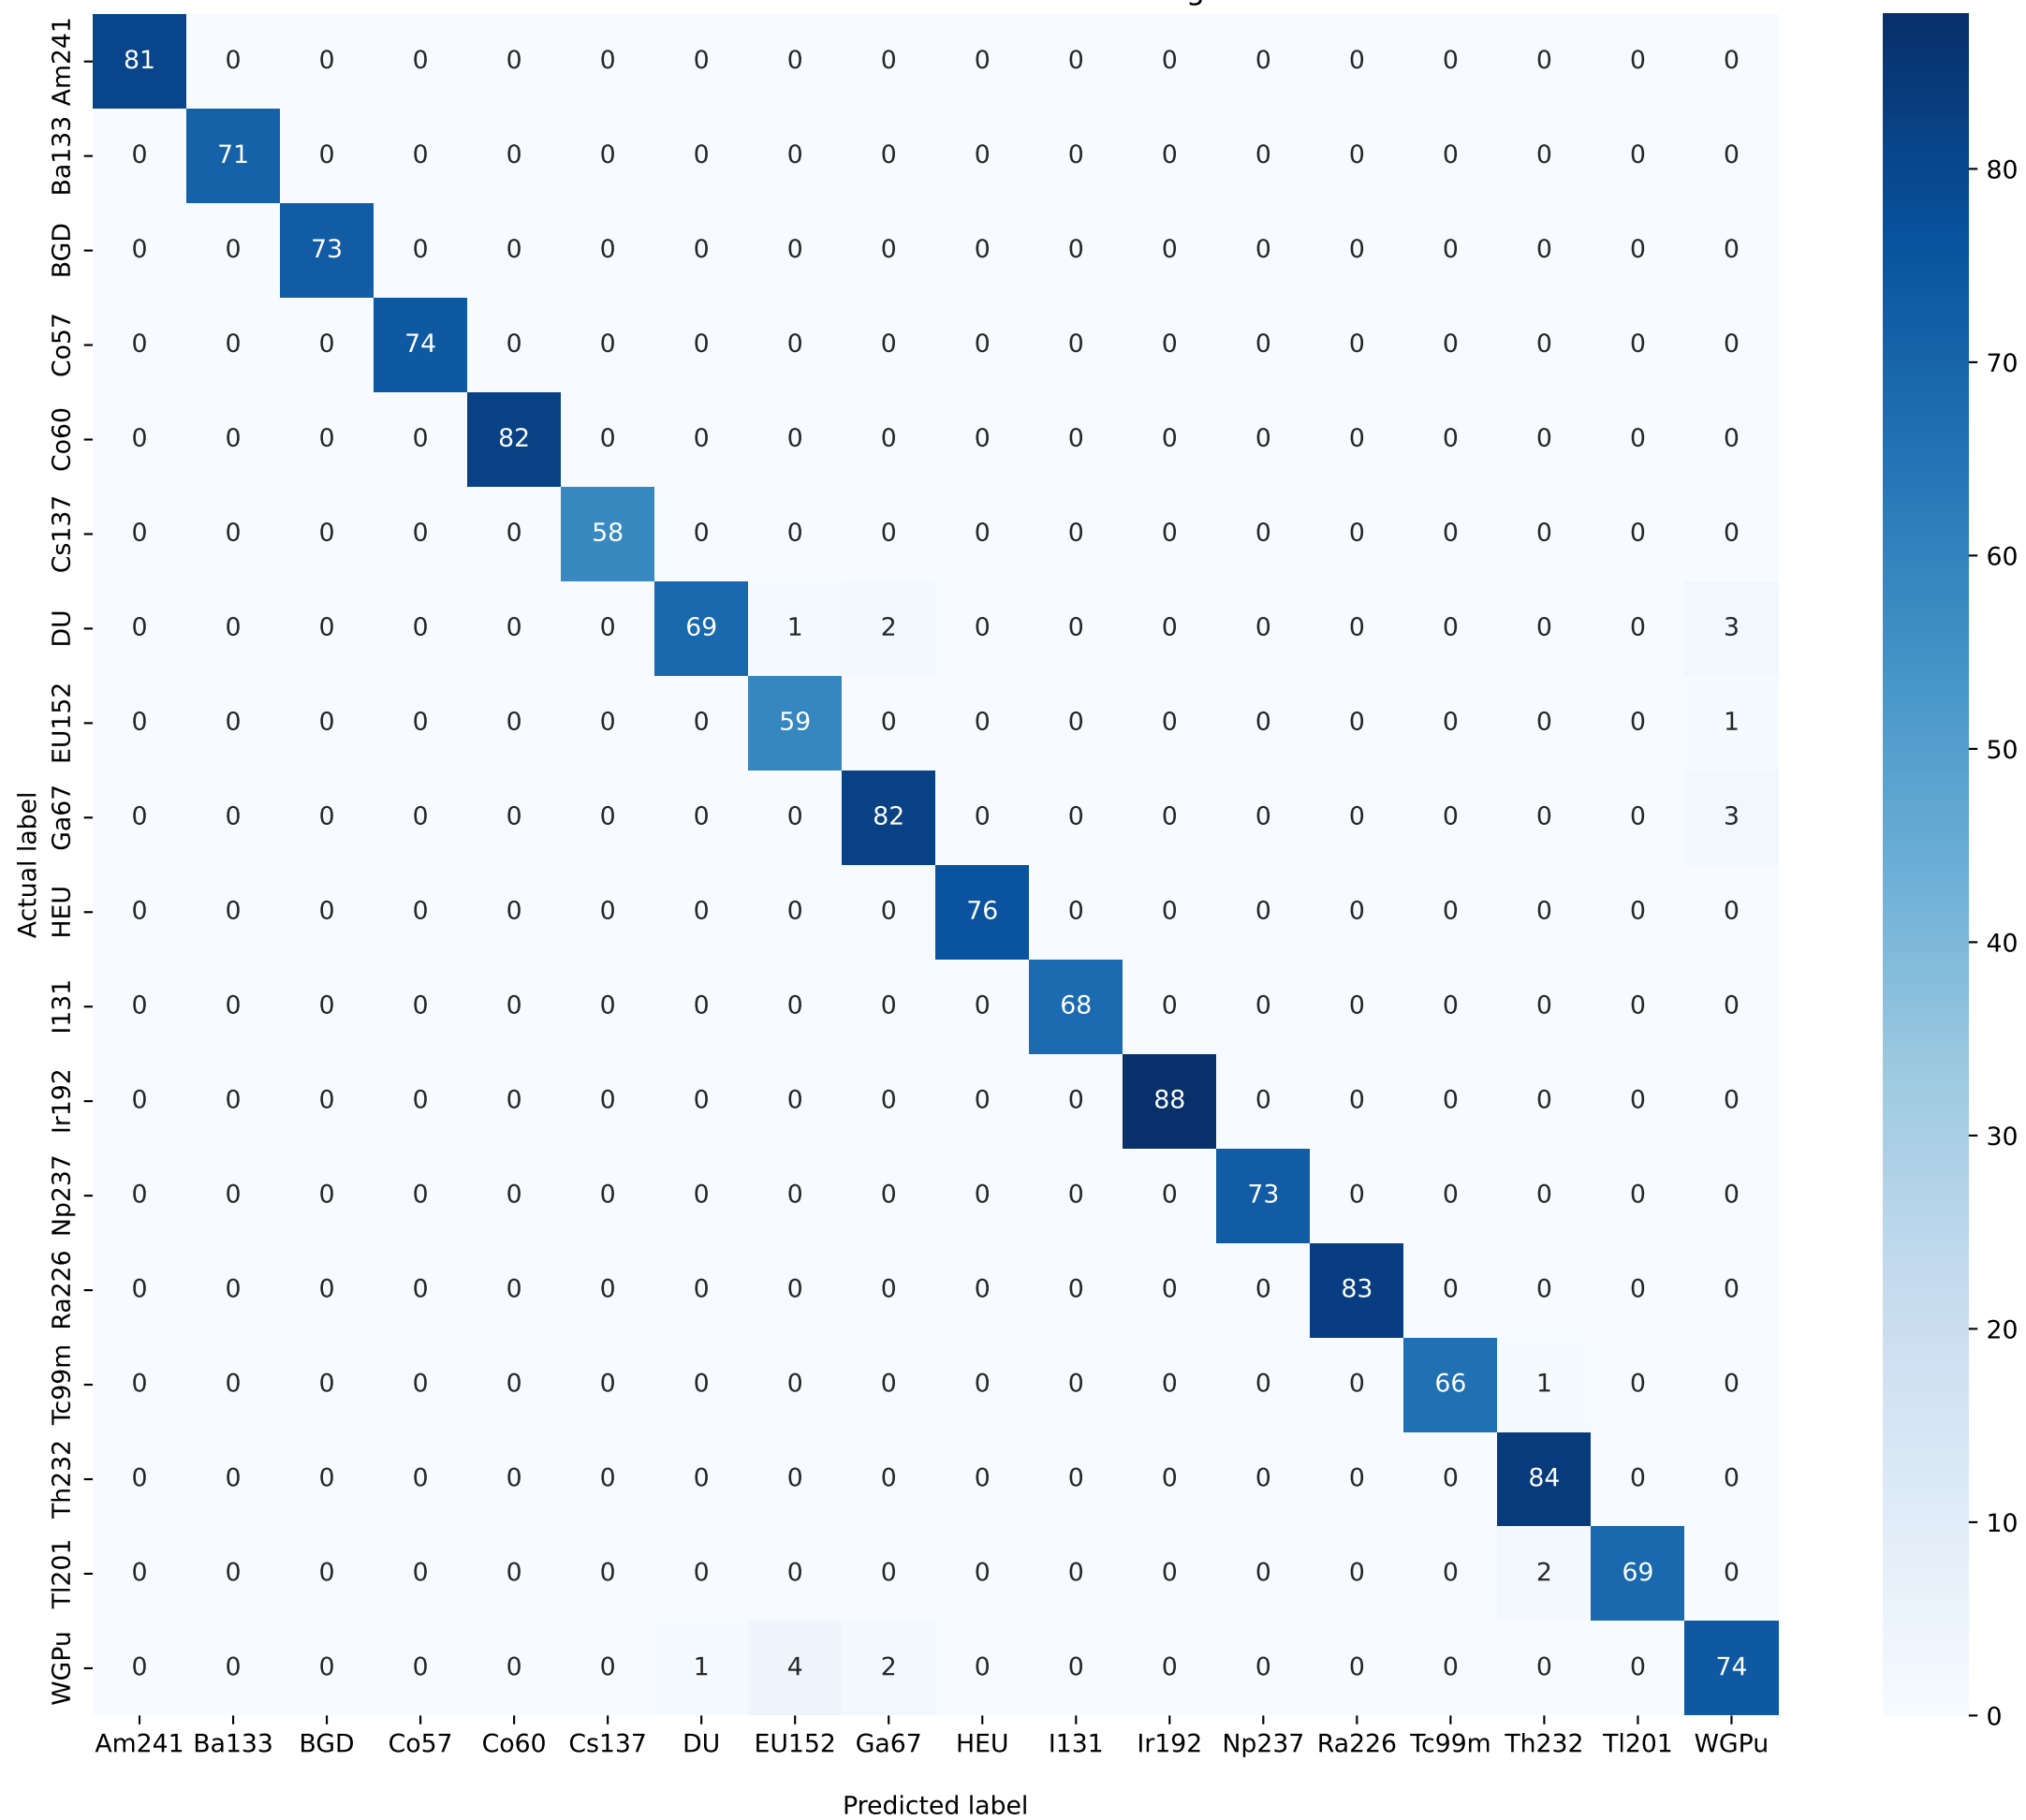 Am241 81 0 0 0 0 0 0 0 0 0 0 0 0 0 0 0 0 0
Ba133 0 71 0 0 0 0 0 0 0 0 0 0 0 0 0 0 0 0
BGD 0 0 73 0 0 0 0 0 0 0 0 0 0 0 0 0 0 0
Co57 0 0 0 74 0 0 0 0 0 0 0 0 0 0 0 0 0 0
Co60 0 0 0 0 82 0 0 0 0 0 0 0 0 0 0 0 0 0
Cs137 0 0 0 0 0 58 0 0 0 0 0 0 0 0 0 0 0 0
DU 0 0 0 0 0 0 69 1 2 0 0 0 0 0 0 0 0 3
EU152 0 0 0 0 0 0 0 59 0 0 0 0 0 0 0 0 0 1
Ga67 0 0 0 0 0 0 0 0 82 0 0 0 0 0 0 0 0 3
HEU 0 0 0 0 0 0 0 0 0 76 0 0 0 0 0 0 0 0
I131 0 0 0 0 0 0 0 0 0 0 68 0 0 0 0 0 0 0
Ir192 0 0 0 0 0 0 0 0 0 0 0 88 0 0 0 0 0 0
Np237 0 0 0 0 0 0 0 0 0 0 0 0 73 0 0 0 0 0
Ra226 0 0 0 0 0 0 0 0 0 0 0 0 0 83 0 0 0 0
Tc99m 0 0 0 0 0 0 0 0 0 0 0 0 0 0 66 1 0 0
Th232 0 0 0 0 0 0 0 0 0 0 0 0 0 0 0 84 0 0
Tl201 0 0 0 0 0 0 0 0 0 0 0 0 0 0 0 2 69 0
WGPu 0 0 0 0 0 0 1 4 2 0 0 0 0 0 0 0 0 74
Am241 Ba133 BGD Co57 Co60 Cs137 DU EU152 Ga67 HEU I131 Ir192 Np237 Ra226 Tc99m Th232 Tl201 WGPu
Predicted label
Actual label
80
70
60
50
40
30
20
10
0